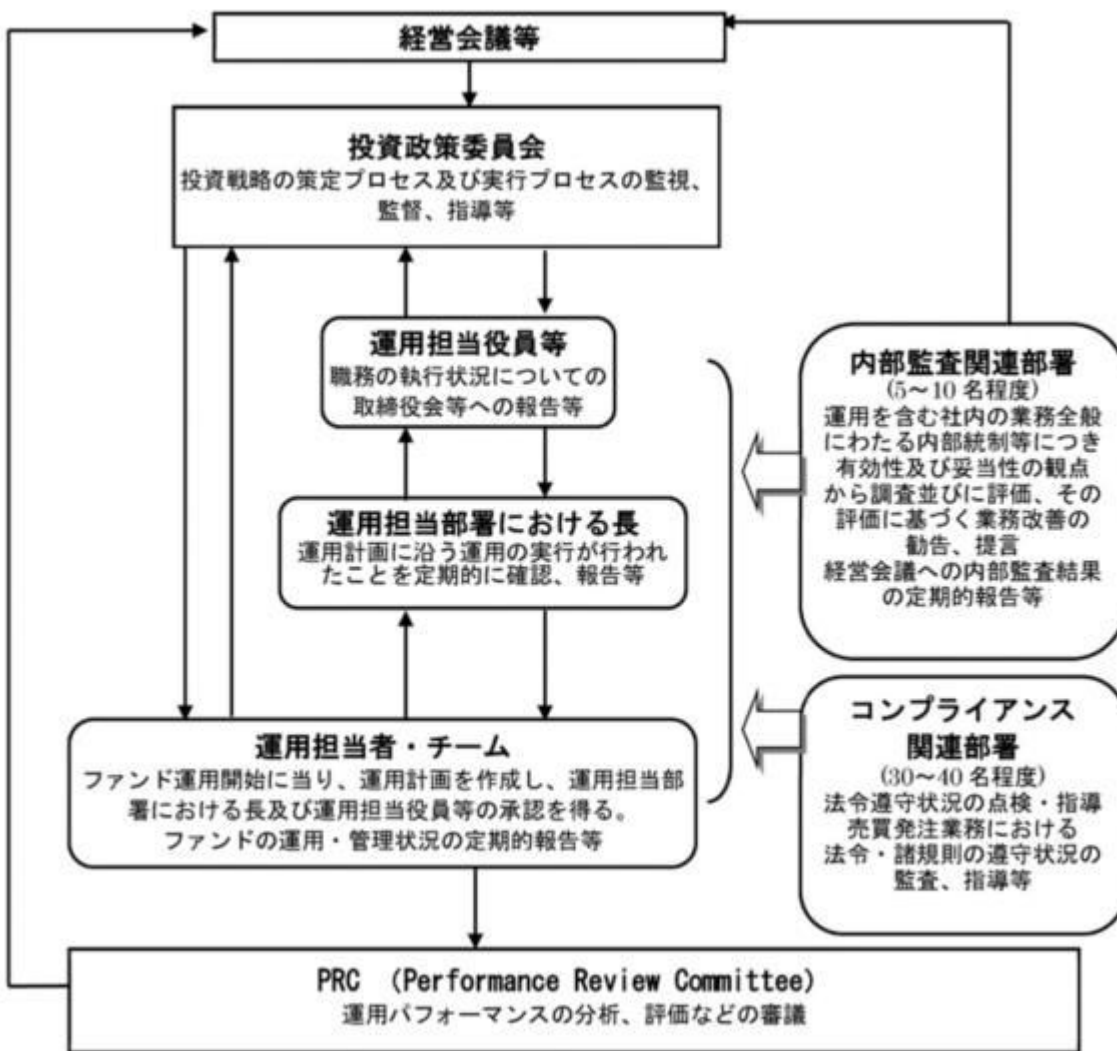 経営会議等
投資政策委員会
投資戦略の策定プロセス及び実行プロセスの監視、
監督、指導等
運用担当役員等
職務の執行状況についての
取締役会等への報告等
運用担当部署における長
運用計画に沿う運用の実行が行われ
たことを定期的に確認、報告等
運用担当者・チーム
ファンド運用開始に当り、運用計画を作成し、運用担当部
署における長及び運用担当役員等の承認を得る。
ファンドの運用・管理状況の定期的報告等
内部監査関連部署
(5～10 名程度)
運用を含む社内の業務全般
にわたる内部統制等につき
有効性及び妥当性の観点
から調査並びに評価、その
評価に基づく業務改善の
勧告、提言
経営会議への内部監査結果
の定期的報告等
コンプライアンス
関連部署
(30～40 名程度)
法令遵守状況の点検・指導
売買発注業務における
法令・諸規則の遵守状況の
監査、指導等
PRC (Performance Review Committee)
運用パフォーマンスの分析、評価などの審議